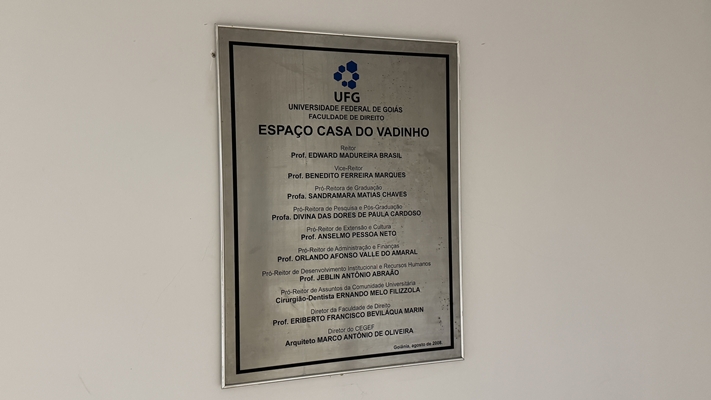 UFG
UNIVERSIDADE FEDERAL DE GOIÁS
FACULDADE DE DIREITO
ESPAÇO CASA DO VADINHO
Reitor
Prof. EDWARD MADUREIRA BRASIL
Vice-Reitor
Prof. BENEDITO FERREIRA MARQUES
Pró-Reitora de Graduação
Profa. SANDRAMARA MATIAS CHAVES
Pró-Reitora de Pesquisa e Pós-Graduação
Profa. DIVINA DAS DORES DE PAULA CARDOSO
Pró-Reitor de Extensão e Cultura
Prof. ANSELMO PESSOA NETO
Pró-Reitor de Administração e Finanças
Prof. ORLANDO AFONSO VALLE DO AMARAL
Pró-Reitor de Desenvolvimento Institucional e Recursos Humanos
Prof. JEBLIN ANTÔNIO ABRAÃO
Pró-Reitor de Assuntos da Comunidade Universitária
Cirurgião-Dentista ERNANDO MELO FILIZZOLA
Diretor da Faculdade de Direito
Prof. ERIBERTO FRANCISCO BEVILÁQUA MARIN
Diretor do CEGEF
Arquiteto MARCO ANTÔNIO DE OLIVEIRA
Goiânia, agosto de